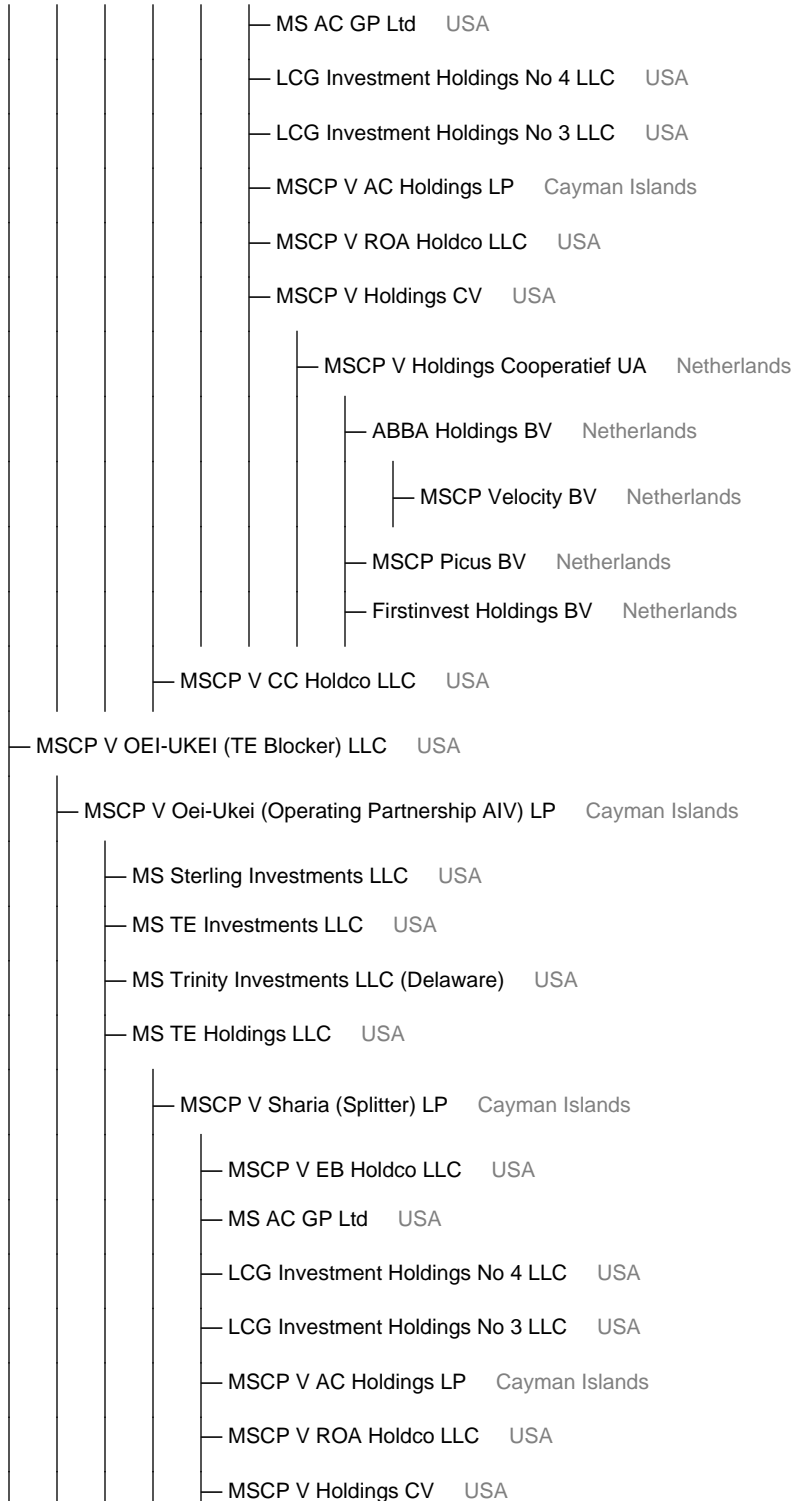 MS AC GP Ltd USA
LCG Investment Holdings No 4 LLC USA
LCG Investment Holdings No 3 LLC USA
MSCP V AC Holdings LP Cayman Islands
MSCP V ROA Holdco LLC USA
MSCP V Holdings CV USA
MSCP V Holdings Cooperatief UA Netherlands
ABBA Holdings BV Netherlands
MSCP Velocity BV Netherlands
MSCP Picus BV Netherlands
Firstinvest Holdings BV Netherlands
MSCP V CC Holdco LLC USA
MSCP V OEI-UKEI (TE Blocker) LLC USA
MSCP V Oei-Ukei (Operating Partnership AIV) LP Cayman Islands
MS Sterling Investments LLC USA
MS TE Investments LLC USA
MS Trinity Investments LLC (Delaware) USA
MS TE Holdings LLC USA
MSCP V Sharia (Splitter) LP Cayman Islands
MSCP V EB Holdco LLC USA
MS AC GP Ltd USA
LCG Investment Holdings No 4 LLC USA
LCG Investment Holdings No 3 LLC USA
MSCP V AC Holdings LP Cayman Islands
MSCP V ROA Holdco LLC USA
MSCP V Holdings CV USA